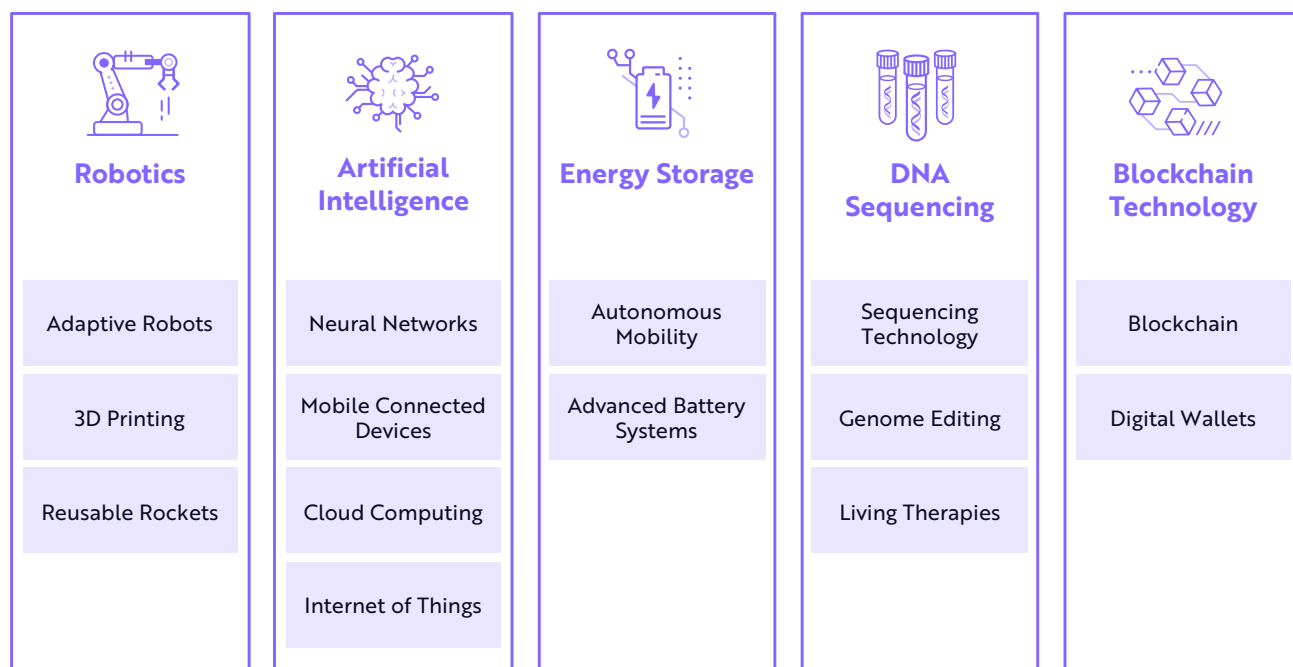 Robotics
Adaptive Robots
3D Printing
Reusable Rockets
Artificial
Intelligence
Neural Networks
Mobile Connected
Devices
Cloud Computing
Internet of Things
Energy Storage
Autonomous
Mobility
Advanced Battery
Systems
DNA
Sequencing
Sequencing
Technology
Genome Editing
Living Therapies
Blockchain
Technology
Blockchain
Digital Wallets